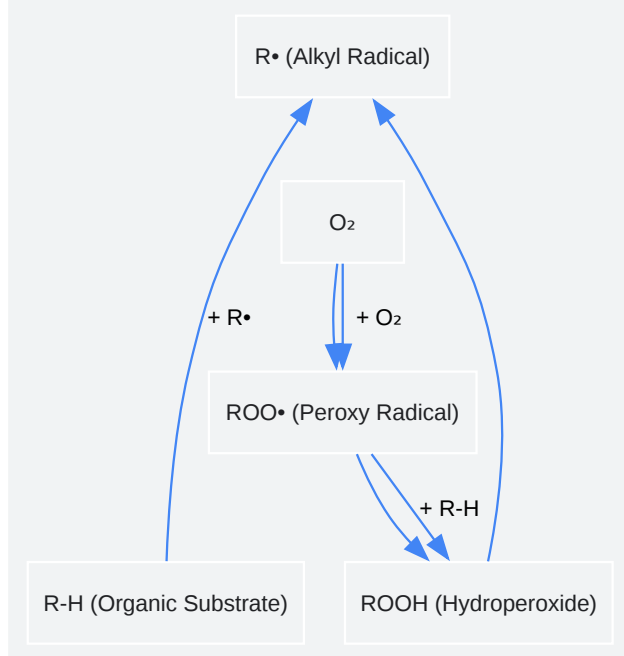 R• (Alkyl Radical)
O₂
+ R•
+ O₂
ROO• (Peroxy Radical)
+ R-H
R-H (Organic Substrate)
ROOH (Hydroperoxide)